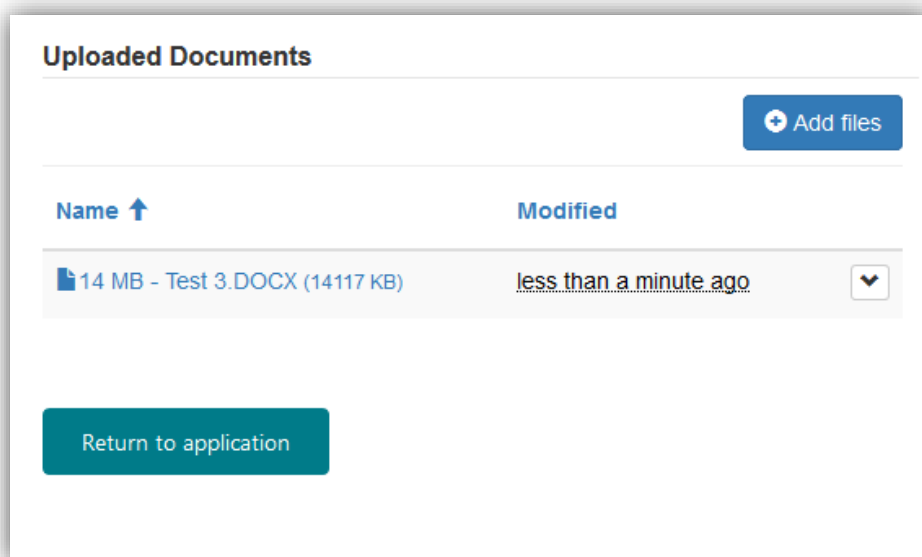 Uploaded Documents
Add files
Name Modified
14 MB - Test 3.DOCX (14117 KB) less than a minute ago
Return to application